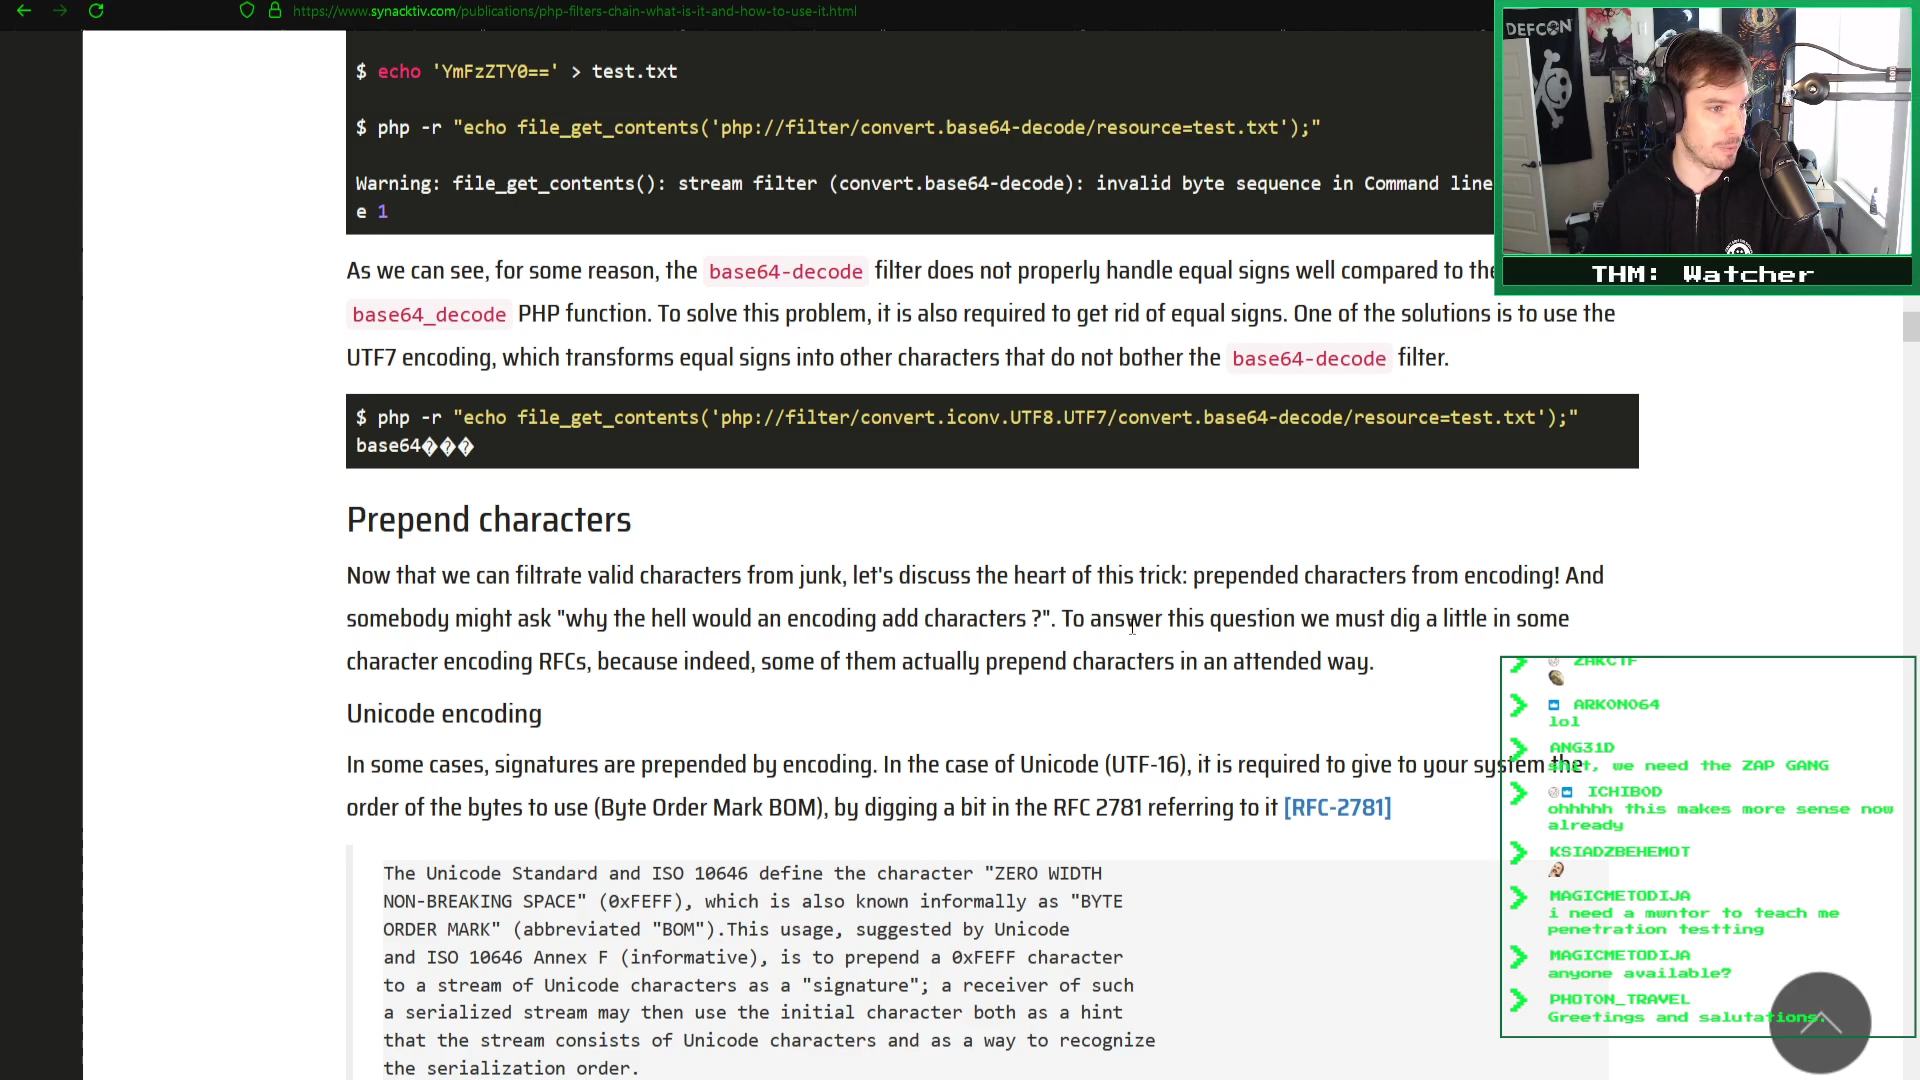 https://www.synacktiv.com/publications/php-filters-chain-what-is-it-and-how-to-use-it.html
$ echo 'YmFzZTY0==' > test.txt
$ php -r "echo file_get_contents('php://filter/convert.base64-decode/resource=test.txt');"
Warning: file_get_contents(): stream filter (convert.base64-decode): invalid byte sequence in Command line
e 1
As we can see, for some reason, the base64-decode filter does not properly handle equal signs well compared to the
base64_decode PHP function. To solve this problem, it is also required to get rid of equal signs. One of the solutions is to use the
UTF7 encoding, which transforms equal signs into other characters that do not bother the base64-decode filter.
$ php -r "echo file_get_contents('php://filter/convert.iconv.UTF8.UTF7/convert.base64-decode/resource=test.txt');"
base64���
Prepend characters
Now that we can filtrate valid characters from junk, let's discuss the heart of this trick: prepended characters from encoding! And
somebody might ask "why the hell would an encoding add characters ?". To answer this question we must dig a little in some
character encoding RFCs, because indeed, some of them actually prepend characters in an attended way.
Unicode encoding
In some cases, signatures are prepended by encoding. In the case of Unicode (UTF-16), it is required to give to your system the
order of the bytes to use (Byte Order Mark BOM), by digging a bit in the RFC 2781 referring to it [RFC-2781]
The Unicode Standard and ISO 10646 define the character "ZERO WIDTH
NON-BREAKING SPACE" (0xFEFF), which is also known informally as "BYTE
ORDER MARK" (abbreviated "BOM").This usage, suggested by Unicode
and ISO 10646 Annex F (informative), is to prepend a 0xFEFF character
to a stream of Unicode characters as a "signature"; a receiver of such
a serialized stream may then use the initial character both as a hint
that the stream consists of Unicode characters and as a way to recognize
the serialization order.
DEFCON
RODE
THM: Watcher
ZAKCTF
ARKONO64
lol
ANG31D
shit, we need the ZAP GANG
ICHIBOD
ohhhhh this makes more sense now
already
KSIADZBEHEMOT
MAGICMETODIJA
i need a mwntor to teach me
penetration testting
MAGICMETODIJA
anyone available?
PHOTON_TRAVEL
Greetings and salutations.